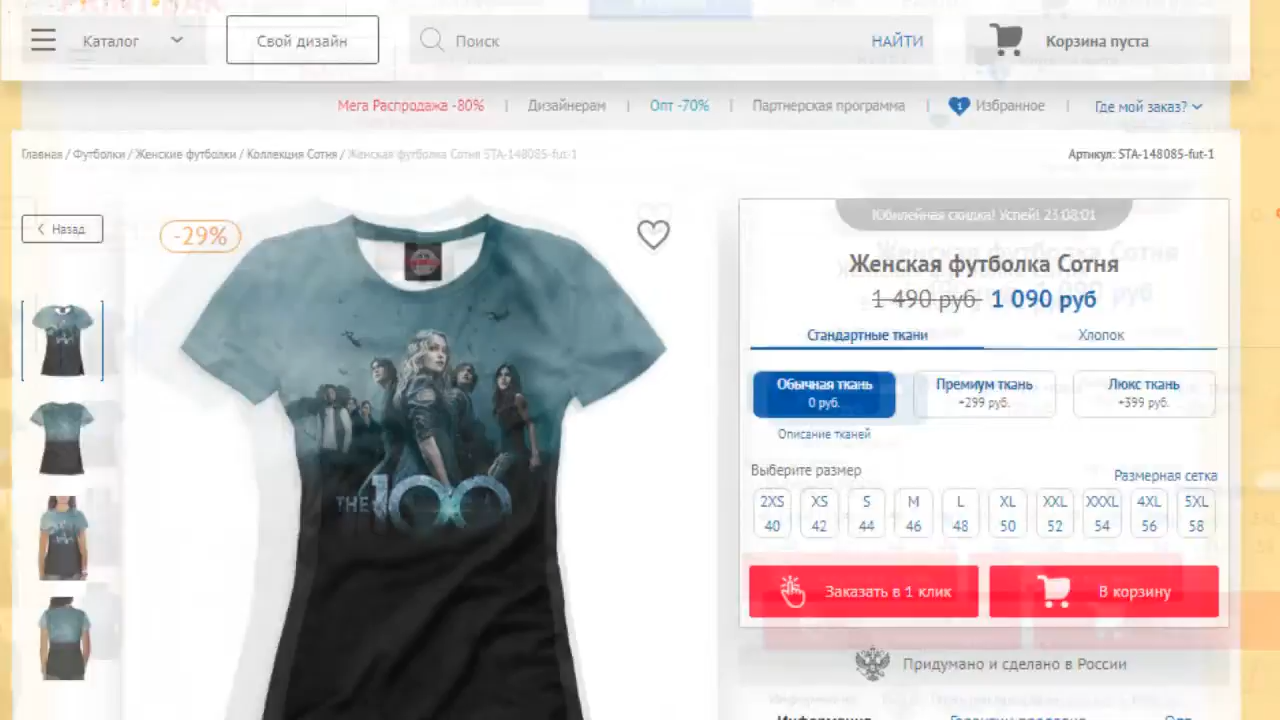 Каталог
Свой дизайн
Поиск
НАЙТИ
Корзина пуста
Мега Распродажа -80%
Дизайнерам
Опт -70%
Партнерская программа
1
Избранное
Где мой заказ?
Главная / Футболки / Женские футболки / Коллекция Сотня / Женская футболка Сотня STA-148085-fut-1
Артикул: STA-148085-fut-1
Назад
-29%
THE 100
Юбилейная скидка! Успей! 23:08:01
Женская футболка Сотня
1 490 руб 1 090 руб
Стандартные ткани
Хлопок
Обычная ткань
0 руб.
Премиум ткань
+299 руб.
Люкс ткань
+399 руб.
Описание тканей
Выберите размер
Размерная сетка
2XS XS S M L XL XXL XXXL 4XL 5XL
40 42 44 46 48 50 52 54 56 58
Заказать в 1 клик
В корзину
Придумано и сделано в России